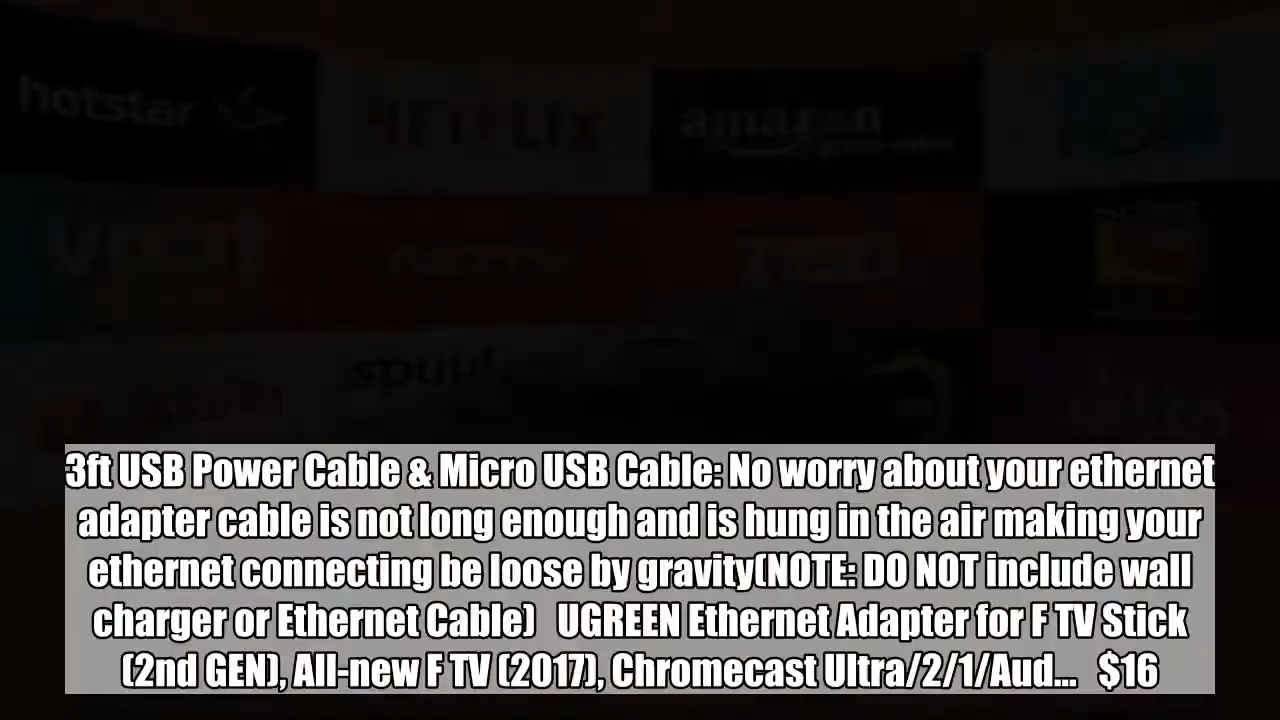 hotstar
NETFLIX
amazon
NDTV
spuul
3ft USB Power Cable & Micro USB Cable: No worry about your ethernet
adapter cable is not long enough and is hung in the air making your
ethernet connecting be loose by gravity(NOTE: DO NOT include wall
charger or Ethernet Cable) UGREEN Ethernet Adapter for F TV Stick
(2nd GEN), All-new F TV (2017), Chromecast Ultra/2/1/Aud... $16